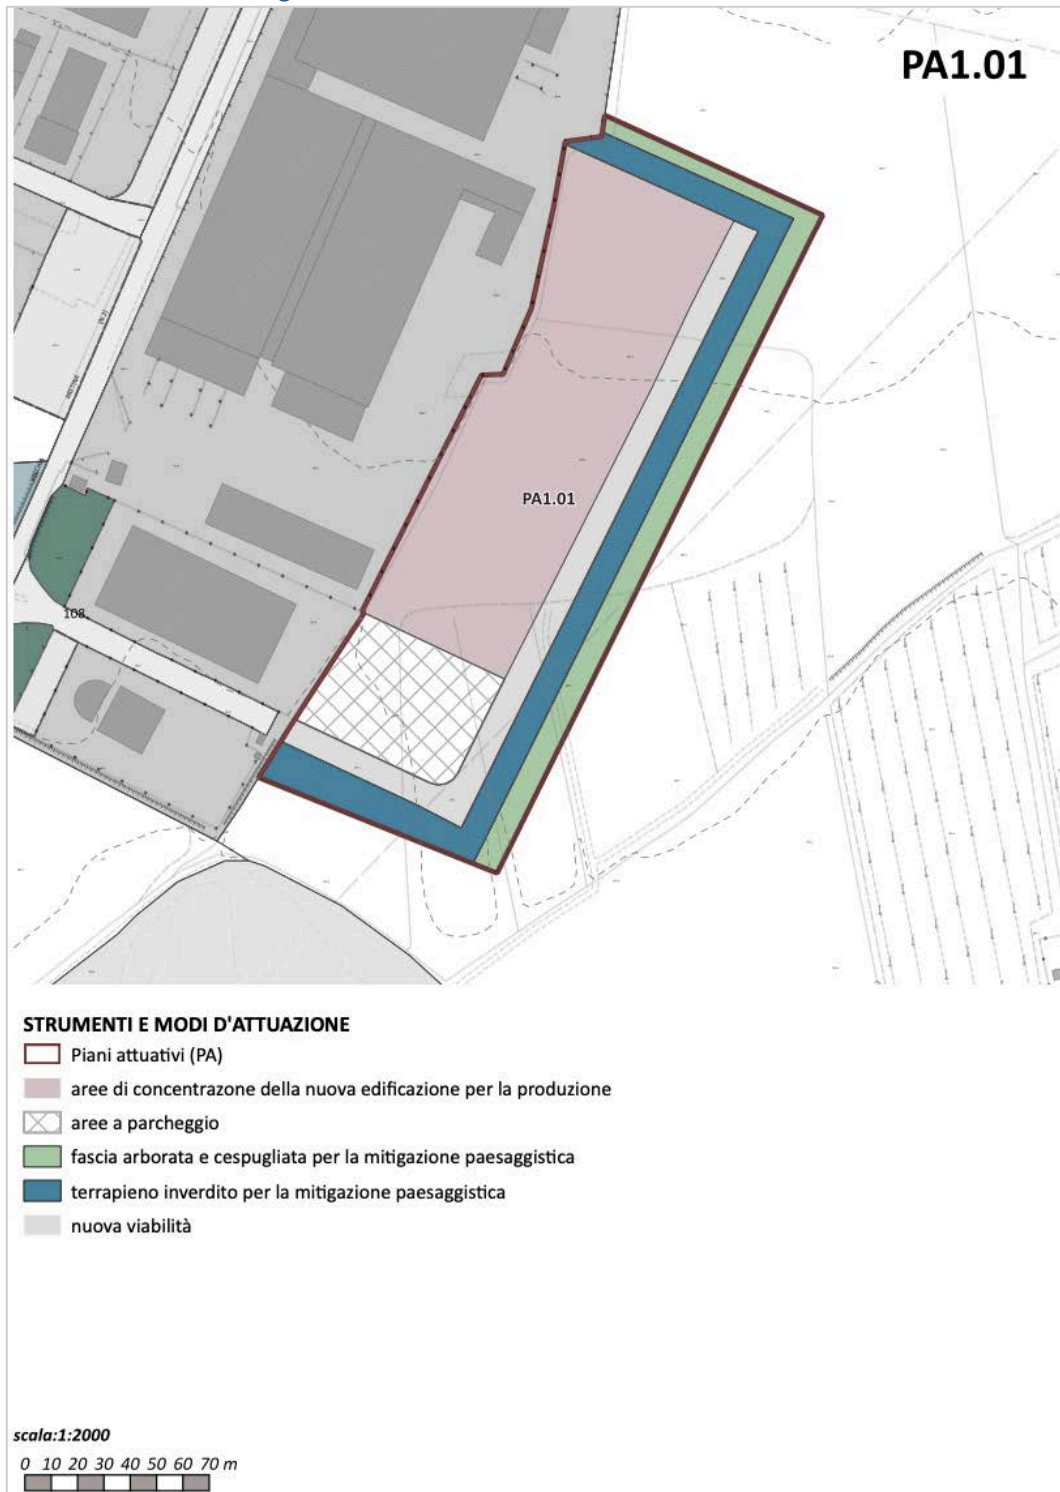 PA1.01
PA1.01
108
STRUMENTI E MODI D'ATTUAZIONE
Piani attuativi (PA)
aree di concentrazone della nuova edificazione per la produzione
aree a parcheggio
fascia arborata e cespugliata per la mitigazione paesaggistica
terrapieno inverdito per la mitigazione paesaggistica
nuova viabilità
scala:1:2000
0 10 20 30 40 50 60 70 m